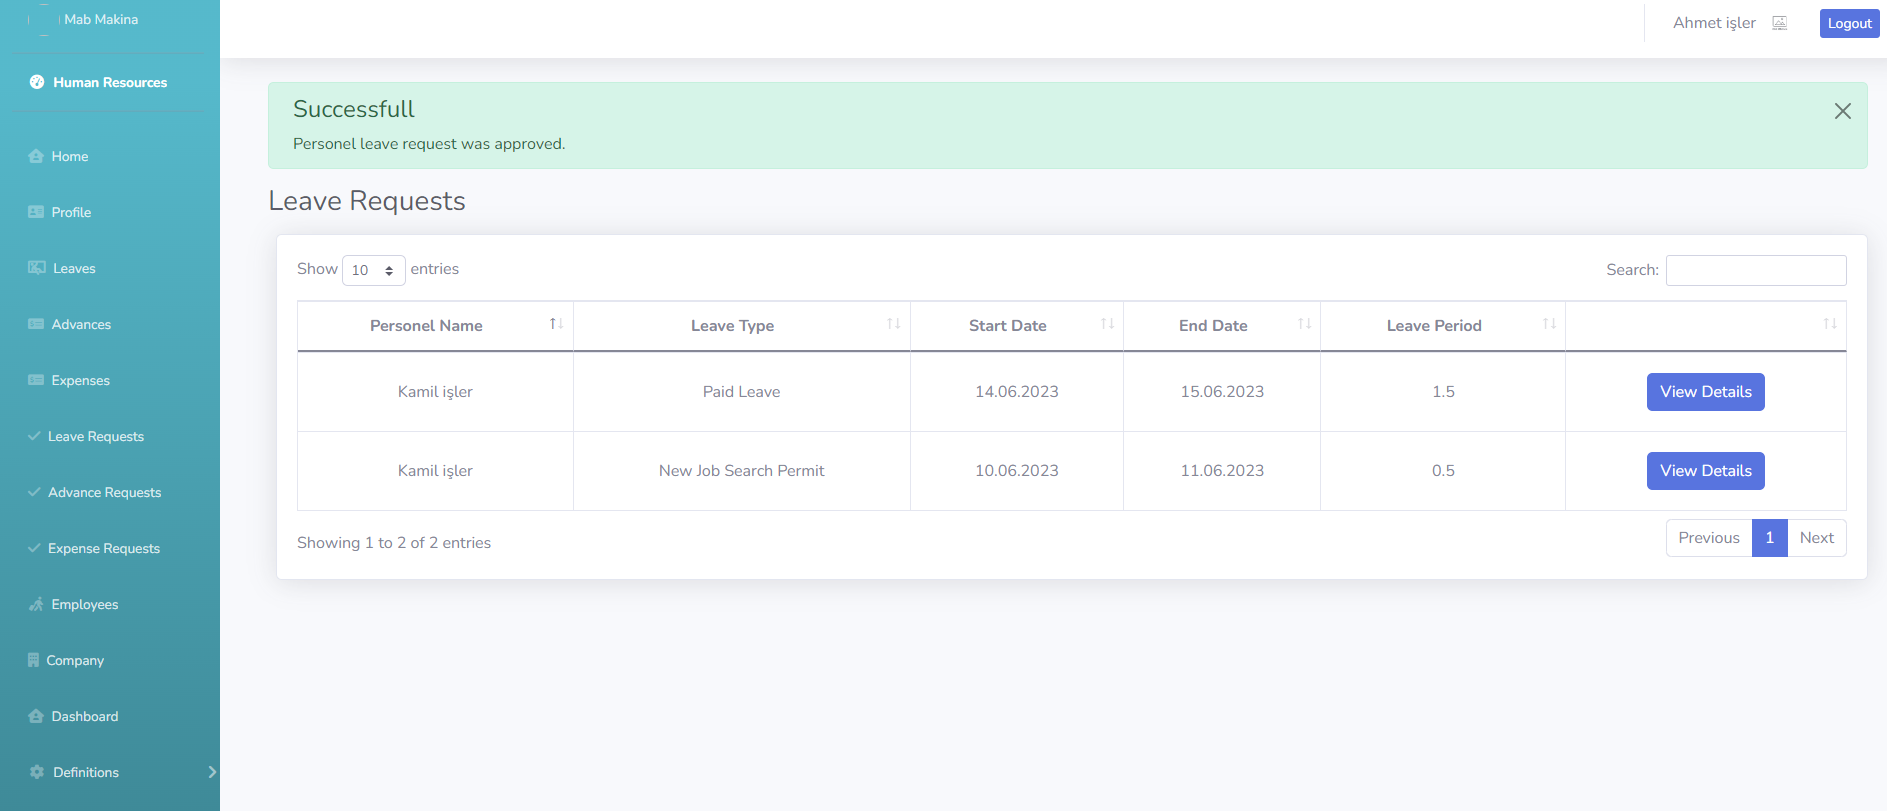 Mab Makina
Human Resources
Home
Profile
Leaves
Advances
Expenses
Leave Requests
Advance Requests
Expense Requests
Employees
Company
Dashboard
Definitions
Ahmet işler
Logout
Successfull
Personel leave request was approved.
Leave Requests
Show 10 entries
Search:
Personel Name Leave Type Start Date End Date Leave Period
Kamil işler Paid Leave 14.06.2023 15.06.2023 1.5 View Details
Kamil işler New Job Search Permit 10.06.2023 11.06.2023 0.5 View Details
Showing 1 to 2 of 2 entries
Previous 1 Next